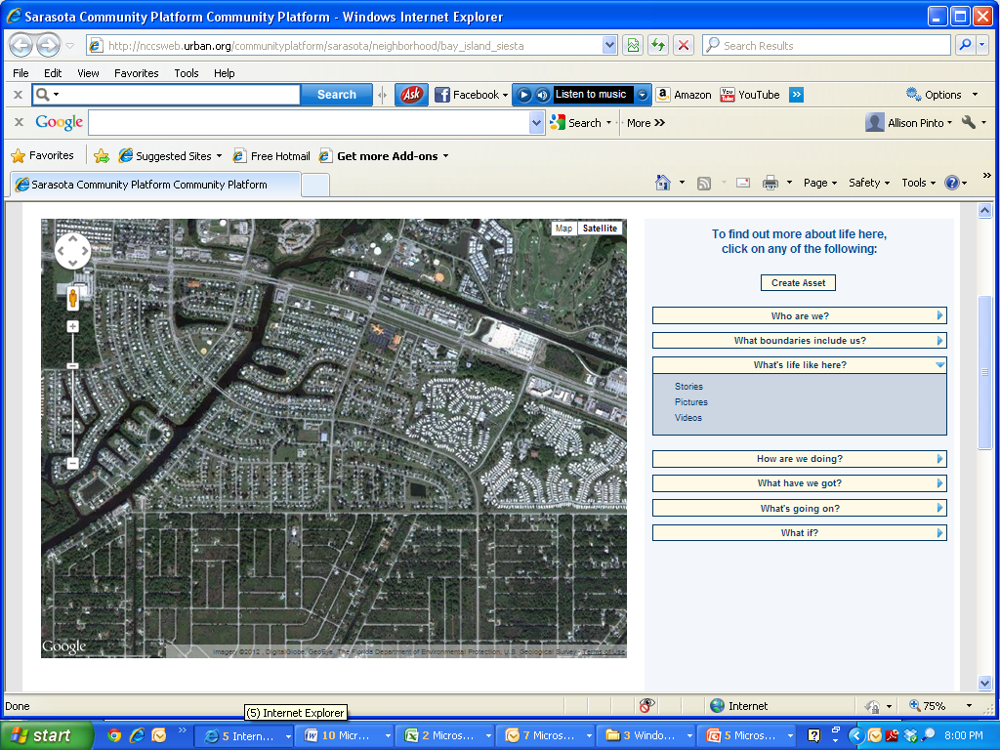 Sarasota Community Platform Community Platform - Windows Internet Explorer
http://nccsweb.urban.org/communityplatform/sarasota/neighborhood/bay_island_siesta
Search Results
File Edit View Favorites Tools Help
x Search Ask Facebook Listen to music Amazon You Tube YouTube » Options
x Google Search More » Allison Pinto
Favorites Suggested Sites Free Hotmail Get more Add-ons
Sarasota Community Platform Community Platform Page Safety Tools »
Map Satellite
To find out more about life here,
click on any of the following:
Create Asset
Who are we?
What boundaries include us?
What's life like here?
Stories
Pictures
Videos
How are we doing?
What have we got?
What's going on?
What if?
Google
Imagery ©2012 , DigitalGlobe, GeoEye, The Florida Department of Environmental Protection, U.S. Geological Survey - Terms of Use
Done Internet 75%
(5) Internet Explorer
start » 5 Intern... 10 Micr... 2 Micros... 7 Micros... 3 Windo... 5 Micros... 8:00 PM